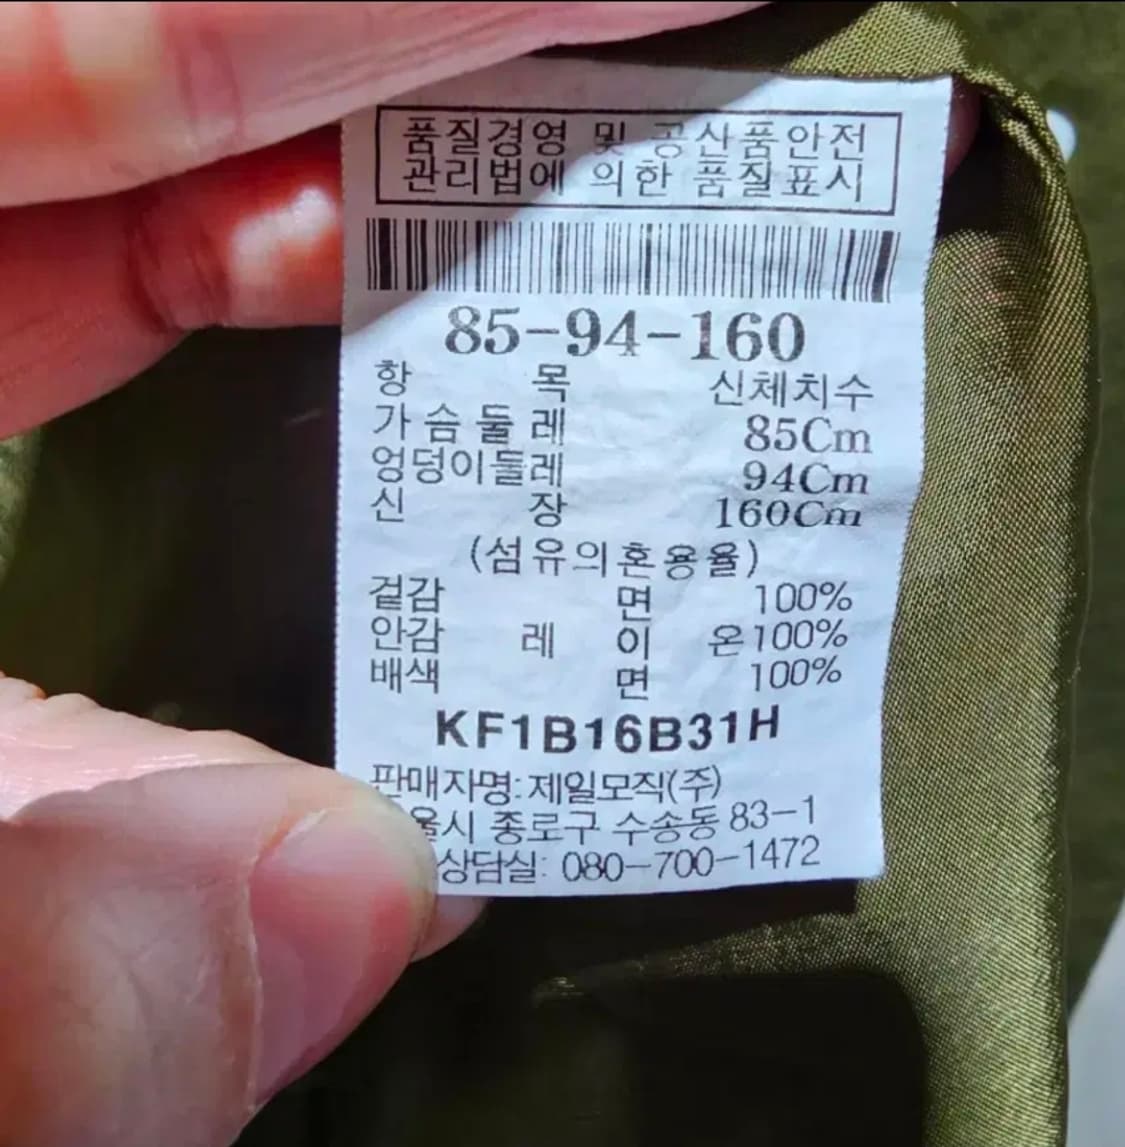 품질경영 및 공산품안전
관리법에 의한 품질표시
85-94-160
항 목 신체치수
가 슴 둘 레 85Cm
엉덩이둘레 94Cm
신 장 160Cm
(섬유의혼용율)
겉감 면 100%
안감 레 이 온100%
배색 면 100%
KF1B16B31H
판매자명: 제일모직(주)
울시 종로구 수송동 83-1
상담실: 080-700-1472